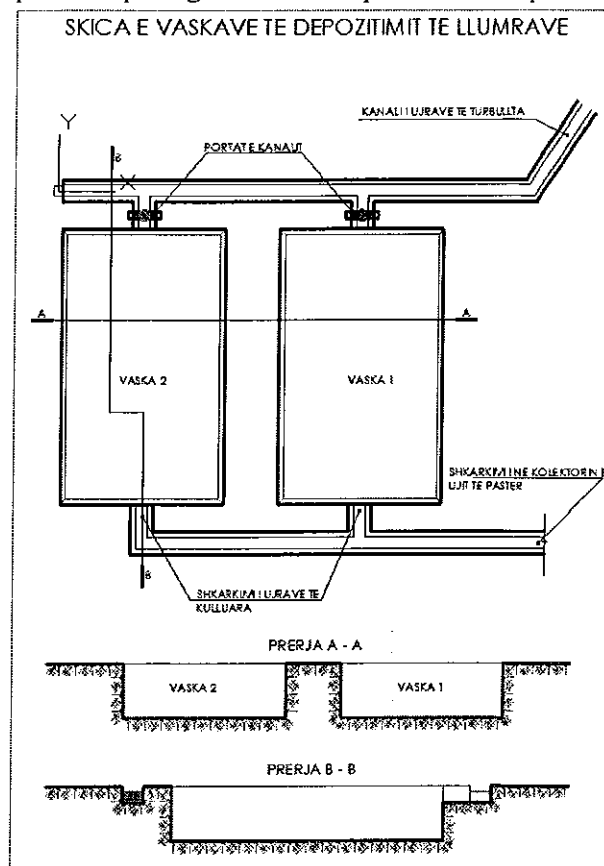 SKICA E VASKAVE TE DEPOZITIMIT TE LLUMRAVE
KANALI I UJRAVE TE TURBULLTA
Y
B
X
PORTAT E KANALIT
A
A
VASKA 2
VASKA 1
SHKARKIMI NE KOLEKTORIN E
UJIT TE PASTER
B
SHKARKIMI I UJRAVE TE
KULLUARA
PRERJA A - A
VASKA 2
VASKA 1
PRERJA B - B